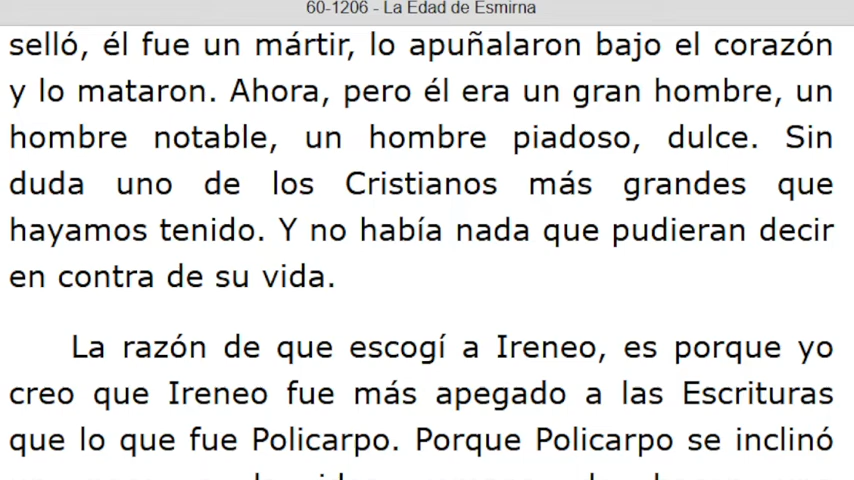 60-1206 - La Edad de Esmirna
selló, él fue un mártir, lo apuñalaron bajo el corazón
y lo mataron. Ahora, pero él era un gran hombre, un
hombre notable, un hombre piadoso, dulce. Sin
duda uno de los Cristianos más grandes que
hayamos tenido. Y no había nada que pudieran decir
en contra de su vida.
La razón de que escogí a Ireneo, es porque yo
creo que Ireneo fue más apegado a las Escrituras
que lo que fue Policarpo. Porque Policarpo se inclinó